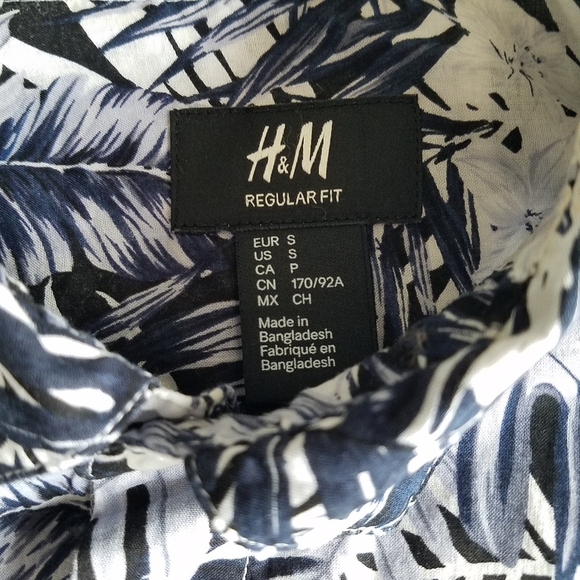 H&M
REGULAR FIT
EUR S
US S
CA P
CN 170/92A
MX CH
Made in
Bangladesh
Fabriqué en
Bangladesh